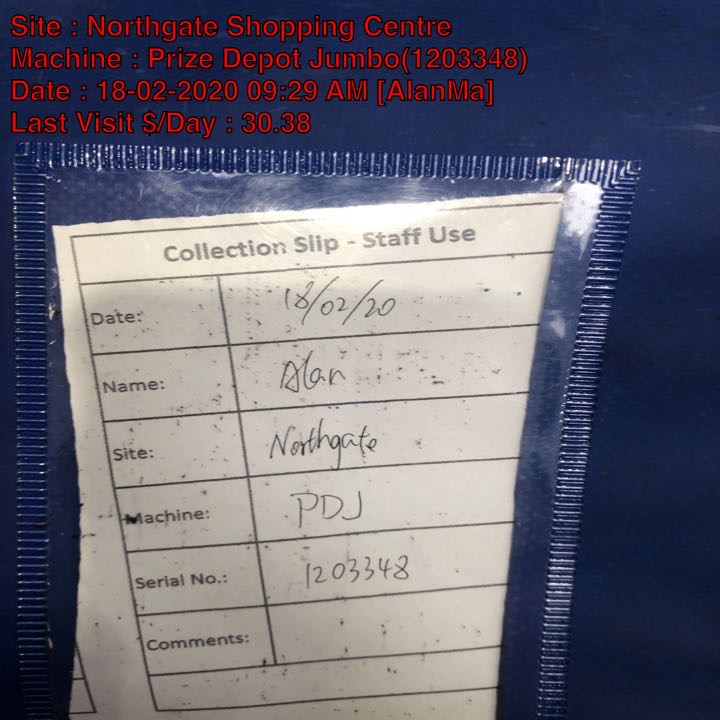 Site : Northgate Shopping Centre
Machine : Prize Depot Jumbo(1203348)
Date : 18-02-2020 09:29 AM [AlanMa]
Last Visit $/Day : 30.38
Collection Slip - Staff Use
Date: 18/02/20
Name: Alan
Site: Northgate
Machine: PDJ
Serial No.: 1203348
Comments: